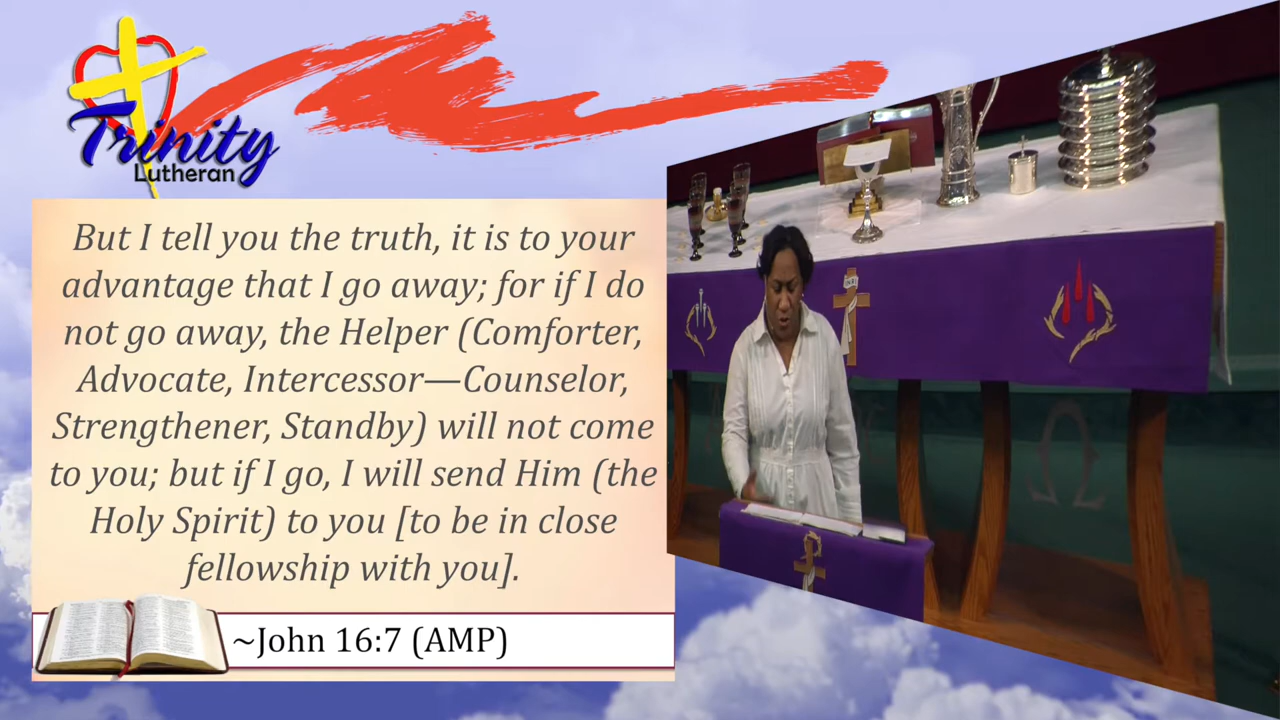 Trinity
Lutheran
But I tell you the truth, it is to your
advantage that I go away; for if I do
not go away, the Helper (Comforter,
Advocate, Intercessor—Counselor,
Strengthener, Standby) will not come
to you; but if I go, I will send Him (the
Holy Spirit) to you [to be in close
fellowship with you].
~John 16:7 (AMP)
INRI
Ω